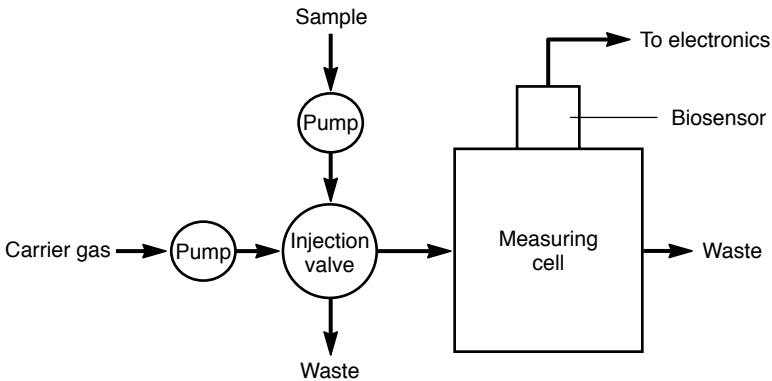 Sample
To electronics
Pump
Biosensor
Carrier gas
Pump
Injection
valve
Measuring
cell
Waste
Waste